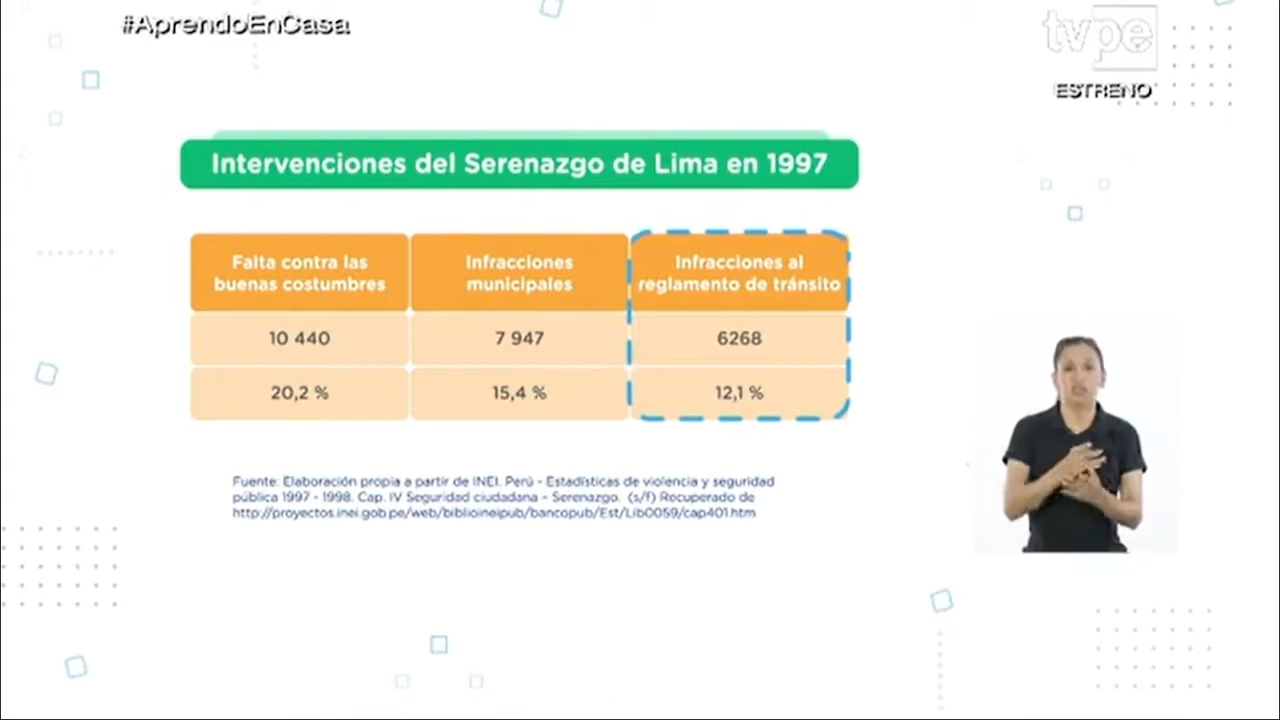 #AprendoEnCasa
tvpe
ESTRENO
Intervenciones del Serenazgo de Lima en 1997
Falta contra las
buenas costumbres
Infracciones
municipales
Infracciones al
reglamento de tránsito
10 440
7 947
6268
20,2 %
15,4 %
12,1 %
Fuente: Elaboración propia a partir de INEI. Perú - Estadísticas de violencia y seguridad
pública 1997 - 1998. Cap. IV Seguridad ciudadana - Serenazgo. (s/f) Recuperado de
http://proyectos.inei.gob.pe/web/biblioineipub/bancopub/Est/Lib0059/cap401.htm